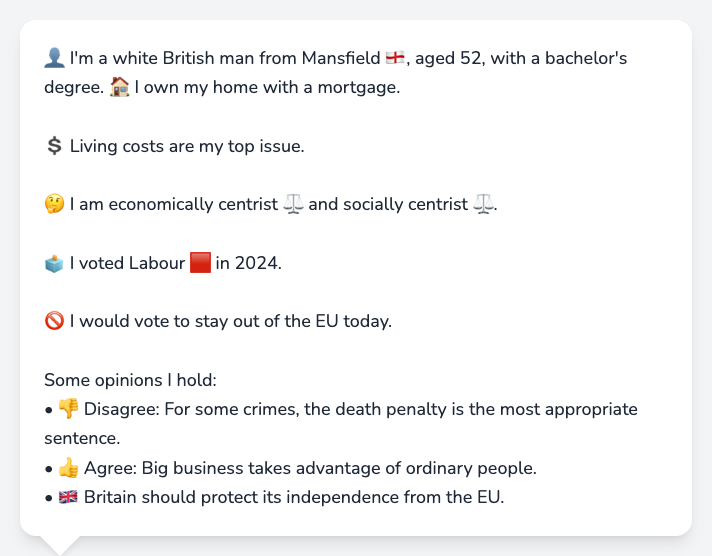 👤 I'm a white British man from Mansfield 🏴󠁧󠁢󠁥󠁮󠁧󠁿, aged 52, with a bachelor's
degree. 🏠 I own my home with a mortgage.
💲 Living costs are my top issue.
🤔 I am economically centrist ⚖️ and socially centrist ⚖️.
🗳️ I voted Labour 🟥 in 2024.
🚫 I would vote to stay out of the EU today.
Some opinions I hold:
• 👎 Disagree: For some crimes, the death penalty is the most appropriate
sentence.
• 👍 Agree: Big business takes advantage of ordinary people.
• 🇬🇧 Britain should protect its independence from the EU.